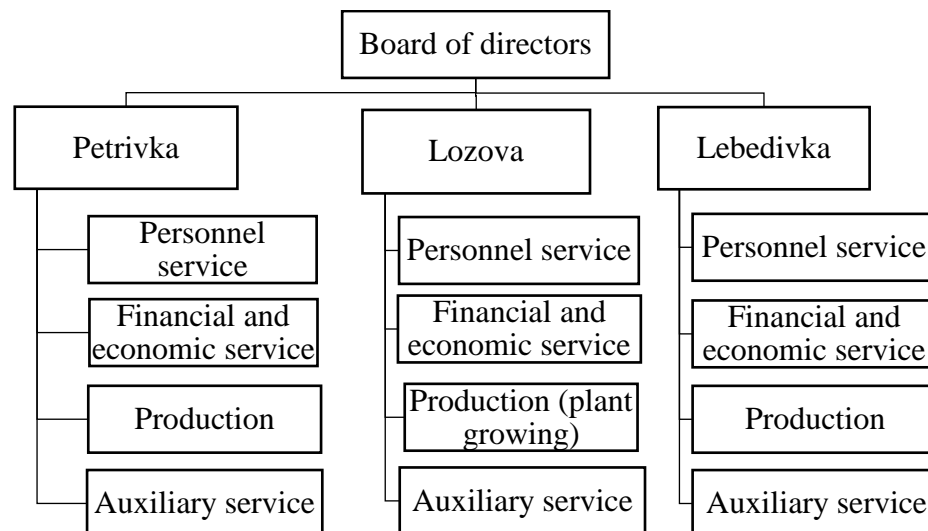 Board of directors
Petrivka
Lozova
Lebedivka
Personnel
service
Financial and
economic service
Production
Auxiliary service
Personnel service
Financial and
economic service
Production (plant
growing)
Auxiliary service
Personnel service
Financial and
economic service
Production
Auxiliary service